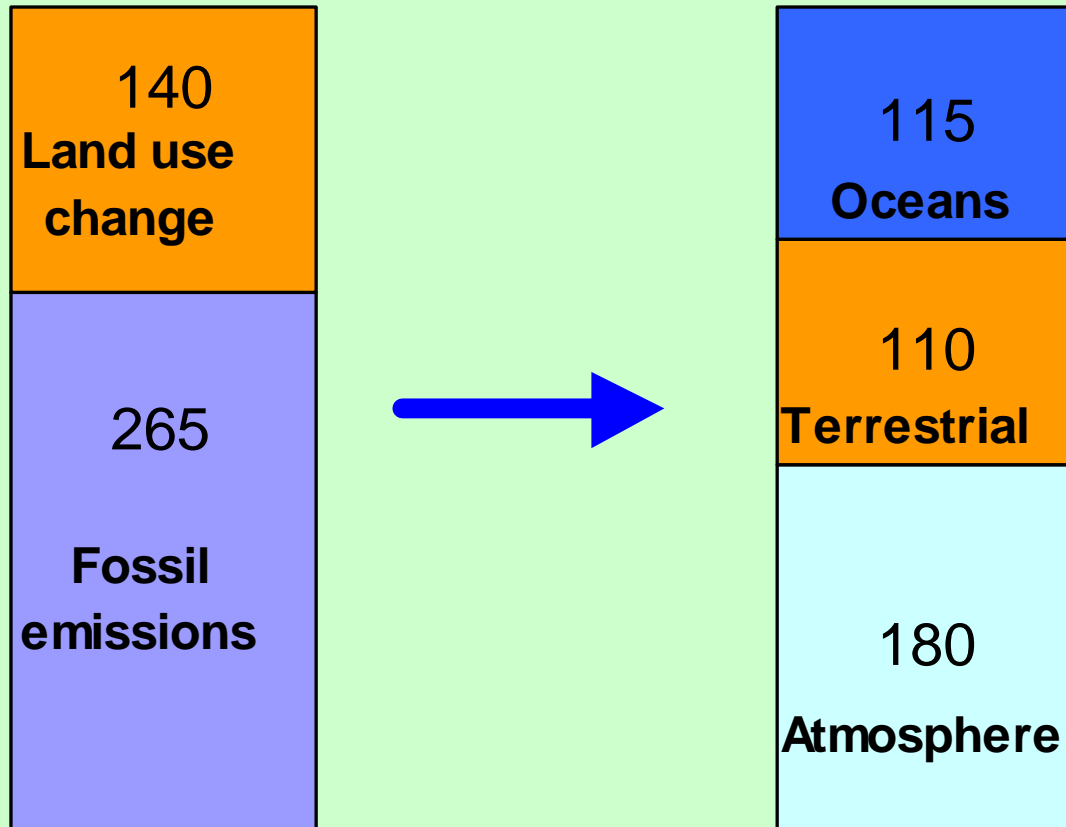 140
Land use
change
265
Fossil
emissions
115
Oceans
110
Terrestrial
180
Atmosphere